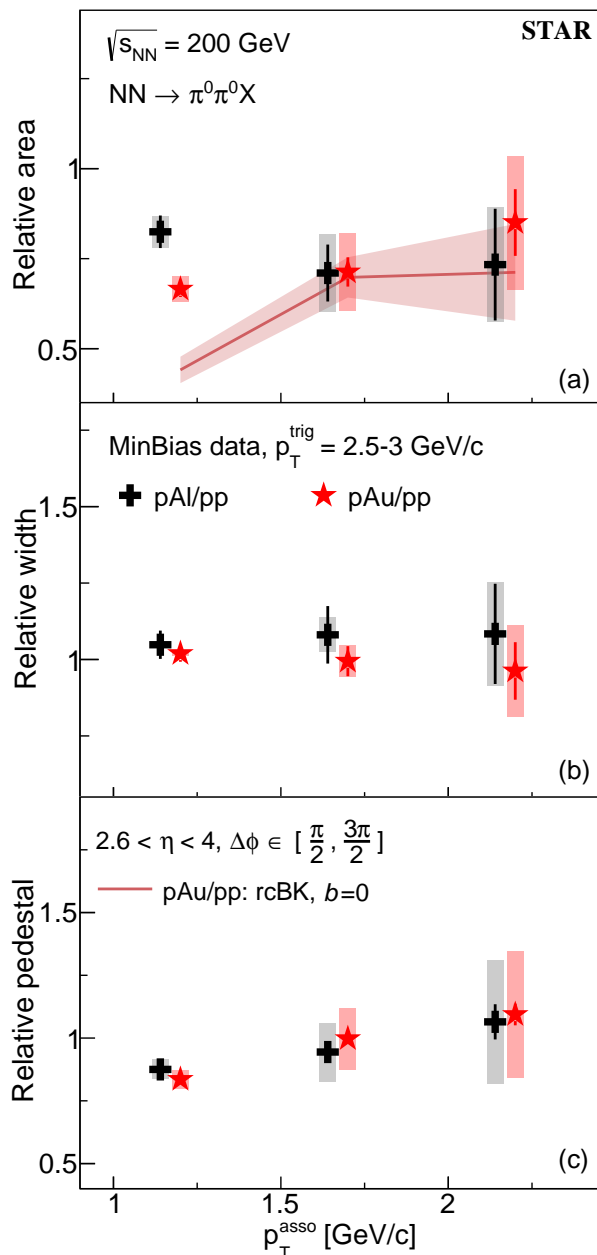 √s_NN = 200 GeV
STAR
NN → π⁰π⁰X
Relative area
1
0.5
(a)
MinBias data, p_T^trig = 2.5-3 GeV/c
pAl/pp
pAu/pp
Relative width
1.5
1
(b)
2.6 < η < 4, Δϕ ∈ [π/2, 3π/2]
pAu/pp: rcBK, b=0
Relative pedestal
1.5
1
0.5
(c)
1 1.5 2
p_T^asso [GeV/c]